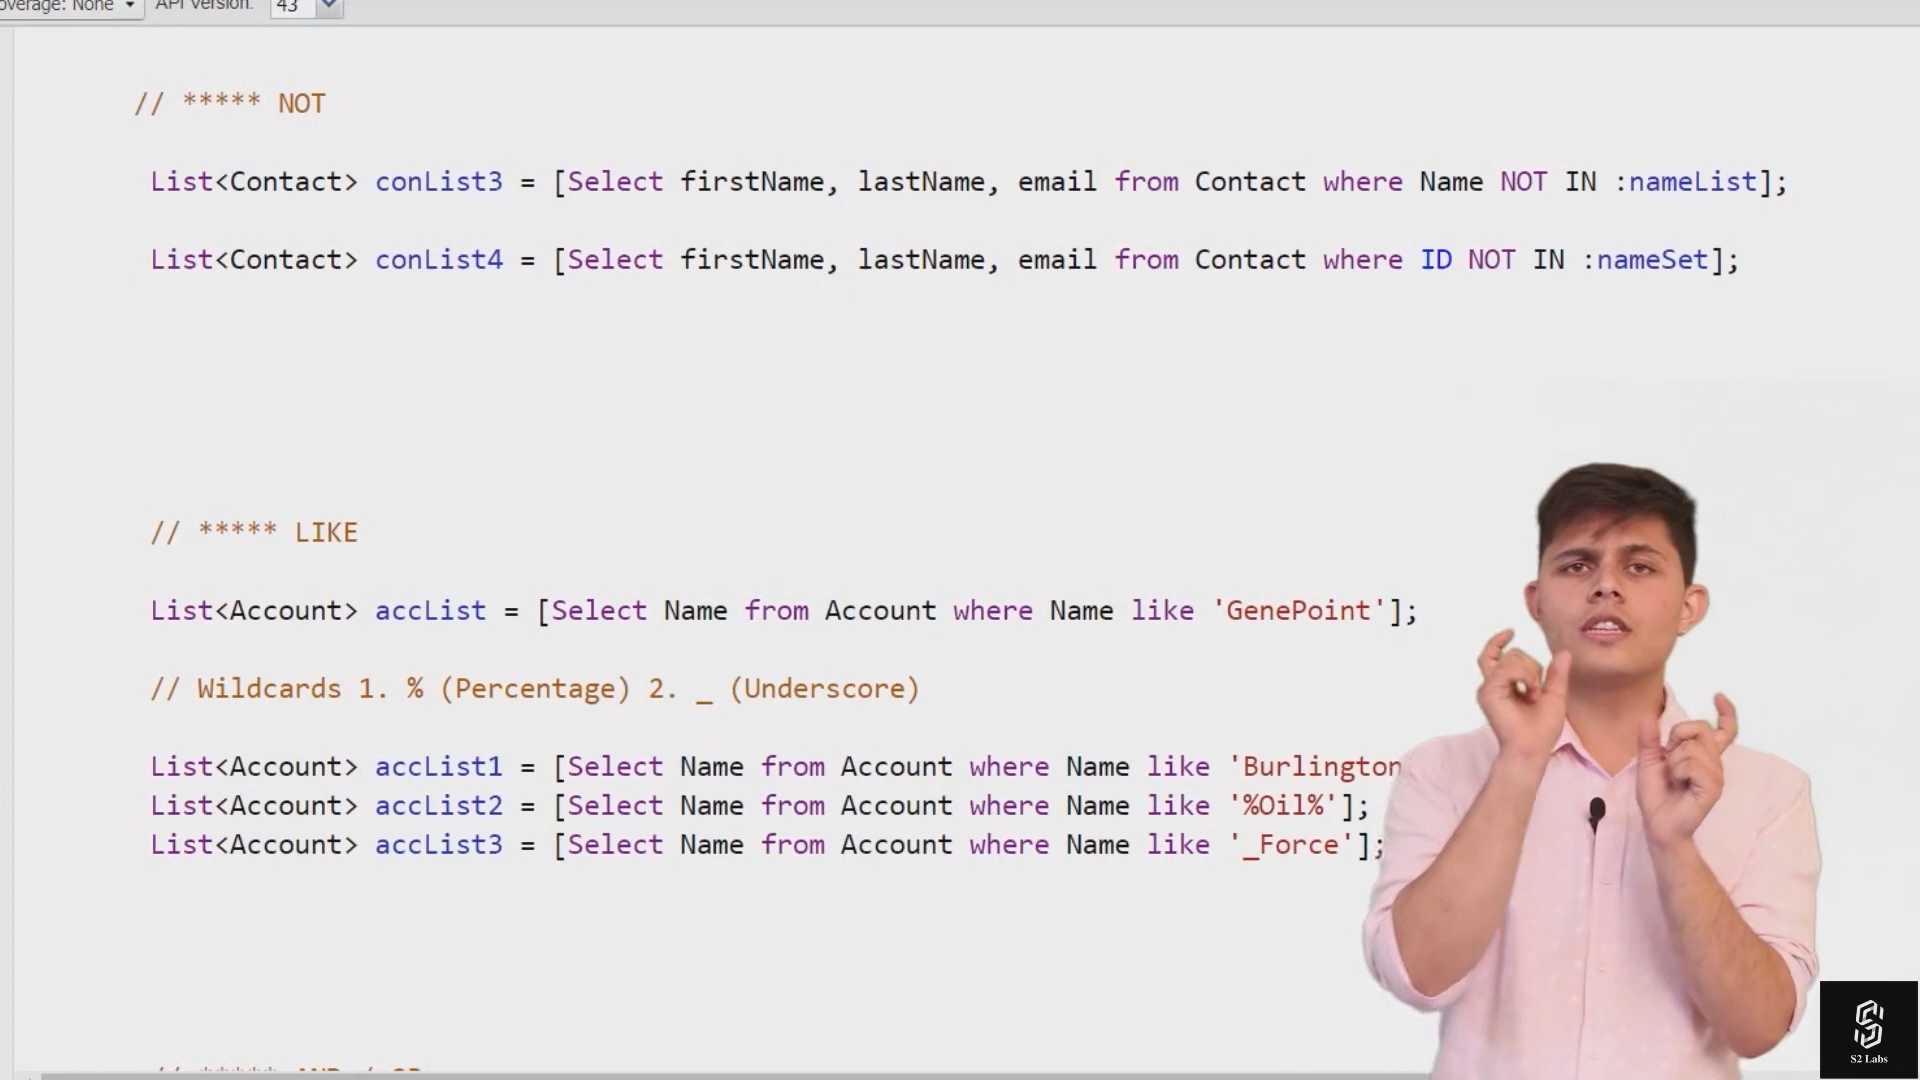 overage: None API Version: 43
// ***** NOT
List<Contact> conList3 = [Select firstName, lastName, email from Contact where Name NOT IN :nameList];
List<Contact> conList4 = [Select firstName, lastName, email from Contact where ID NOT IN :nameSet];
// ***** LIKE
List<Account> accList = [Select Name from Account where Name like 'GenePoint'];
// Wildcards 1. % (Percentage) 2. _ (Underscore)
List<Account> accList1 = [Select Name from Account where Name like 'Burlington
List<Account> accList2 = [Select Name from Account where Name like '%Oil%'];
List<Account> accList3 = [Select Name from Account where Name like '_Force'];
S2 Labs